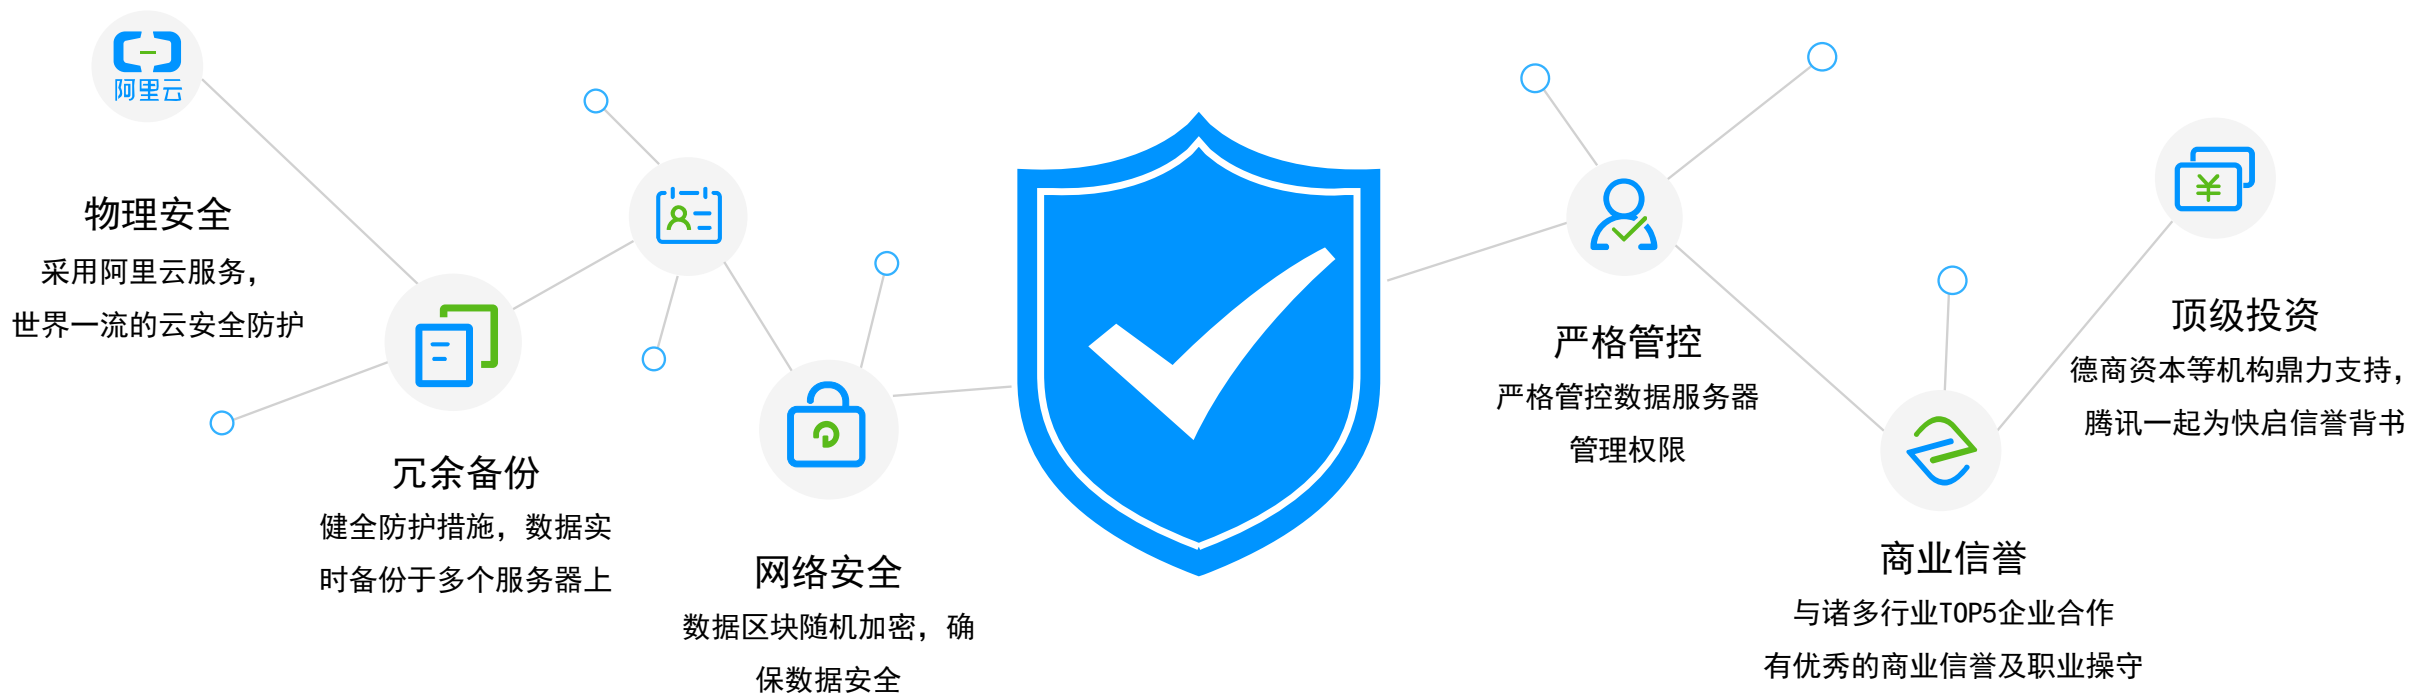 阿里云
物理安全
采用阿里云服务，
世界一流的云安全防护
冗余备份
健全防护措施，数据实
时备份于多个服务器上
网络安全
数据区块随机加密，确
保数据安全
严格管控
严格管控数据服务器
管理权限
商业信誉
与诸多行业TOP5企业合作
有优秀的商业信誉及职业操守
顶级投资
德商资本等机构鼎力支持，
腾讯一起为快启信誉背书